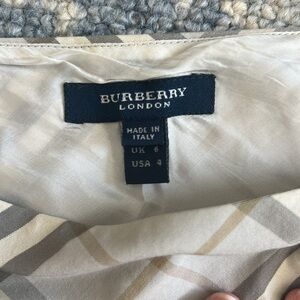 BURBERRY
LONDON
MADE IN
ITALY
UK 6
USA 4